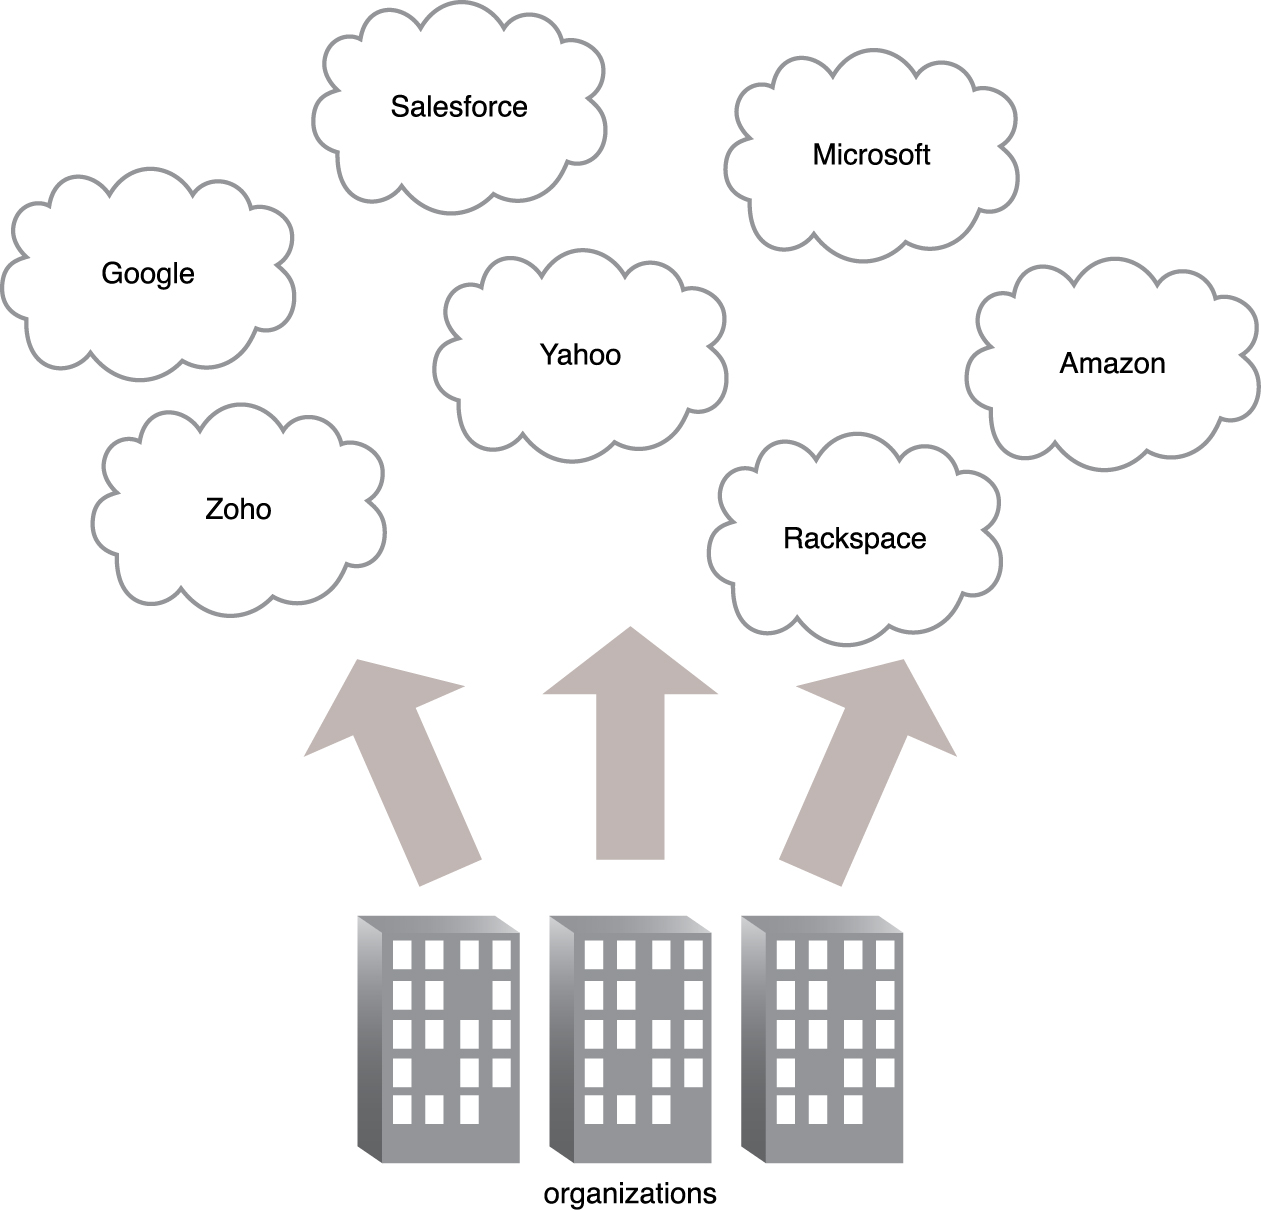 Salesforce
Microsoft
Google
Yahoo
Amazon
Zoho
Rackspace
organizations